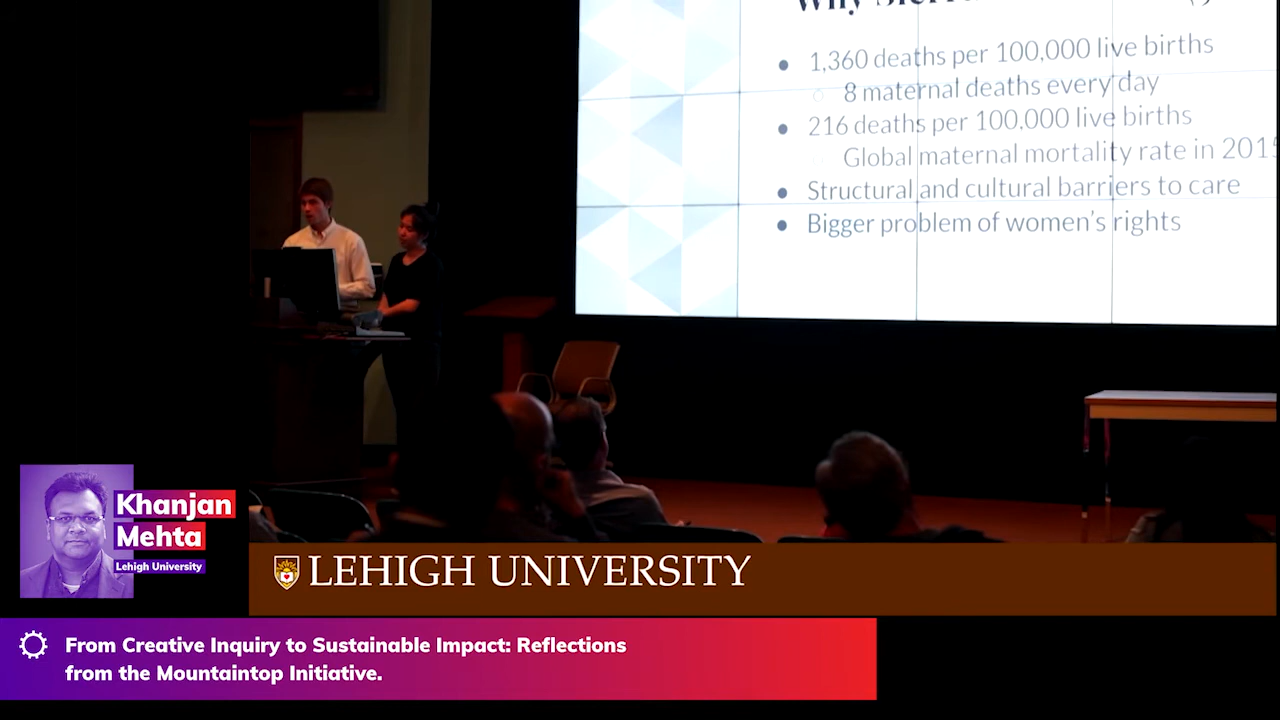 Why
1,360 deaths per 100,000 live births
8 maternal deaths every day
216 deaths per 100,000 live births
Global maternal mortality rate in 201
Structural and cultural barriers to care
Bigger problem of women's rights
Khanjan
Mehta
Lehigh University
LEHIGH UNIVERSITY
From Creative Inquiry to Sustainable Impact: Reflections
from the Mountaintop Initiative.